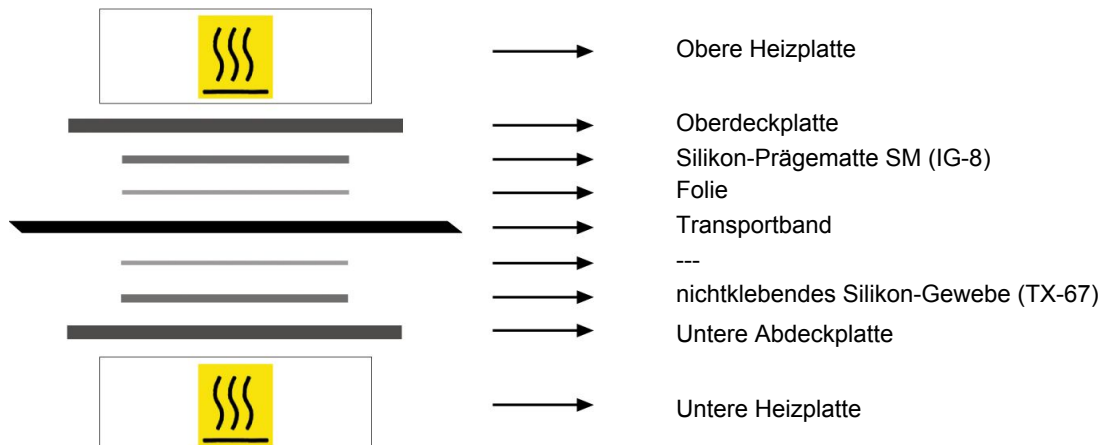 Obere Heizplatte
Oberdeckplatte
Silikon-Prägematte SM (IG-8)
Folie
Transportband
---
nichtklebendes Silikon-Gewebe (TX-67)
Untere Abdeckplatte
Untere Heizplatte